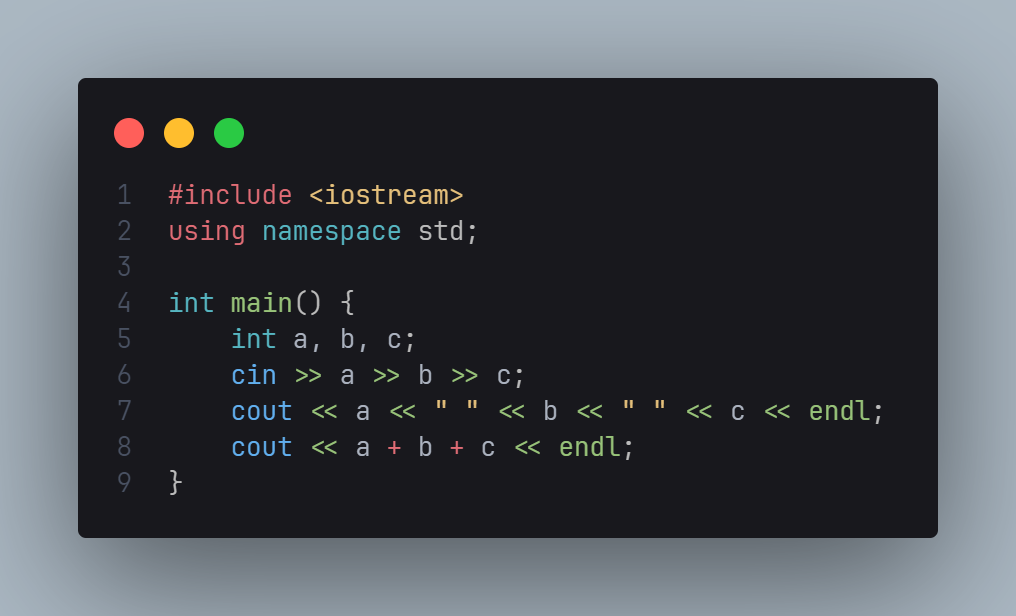 1 #include <iostream>
2 using namespace std;
3
4 int main() {
5     int a, b, c;
6     cin >> a >> b >> c;
7     cout << a << " " << b << " " << c << endl;
8     cout << a + b + c << endl;
9 }